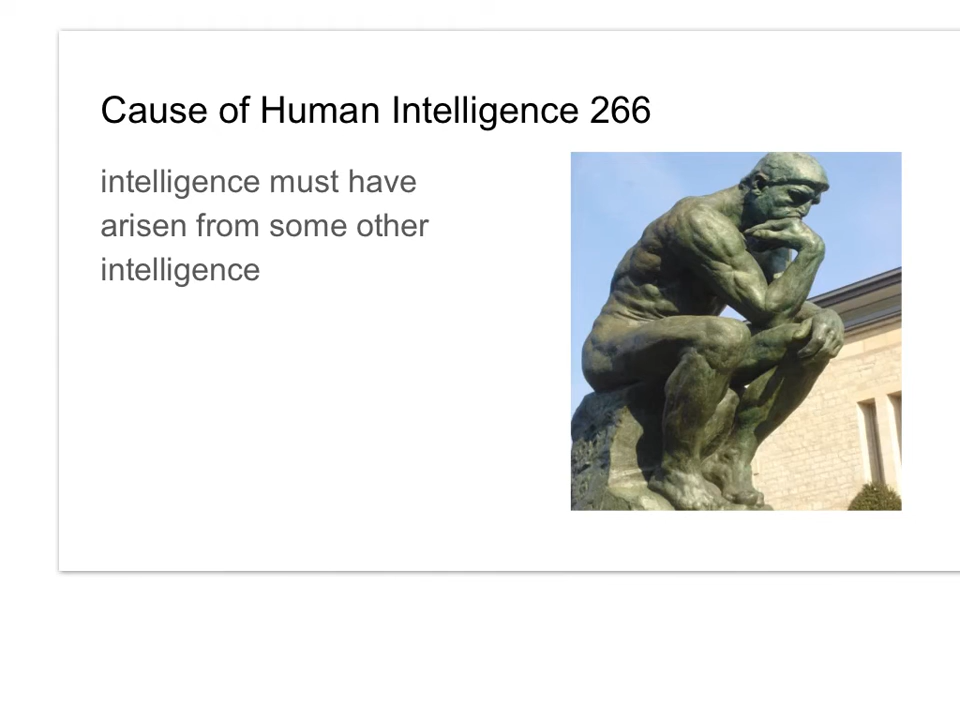 Cause of Human Intelligence 266
intelligence must have
arisen from some other
intelligence